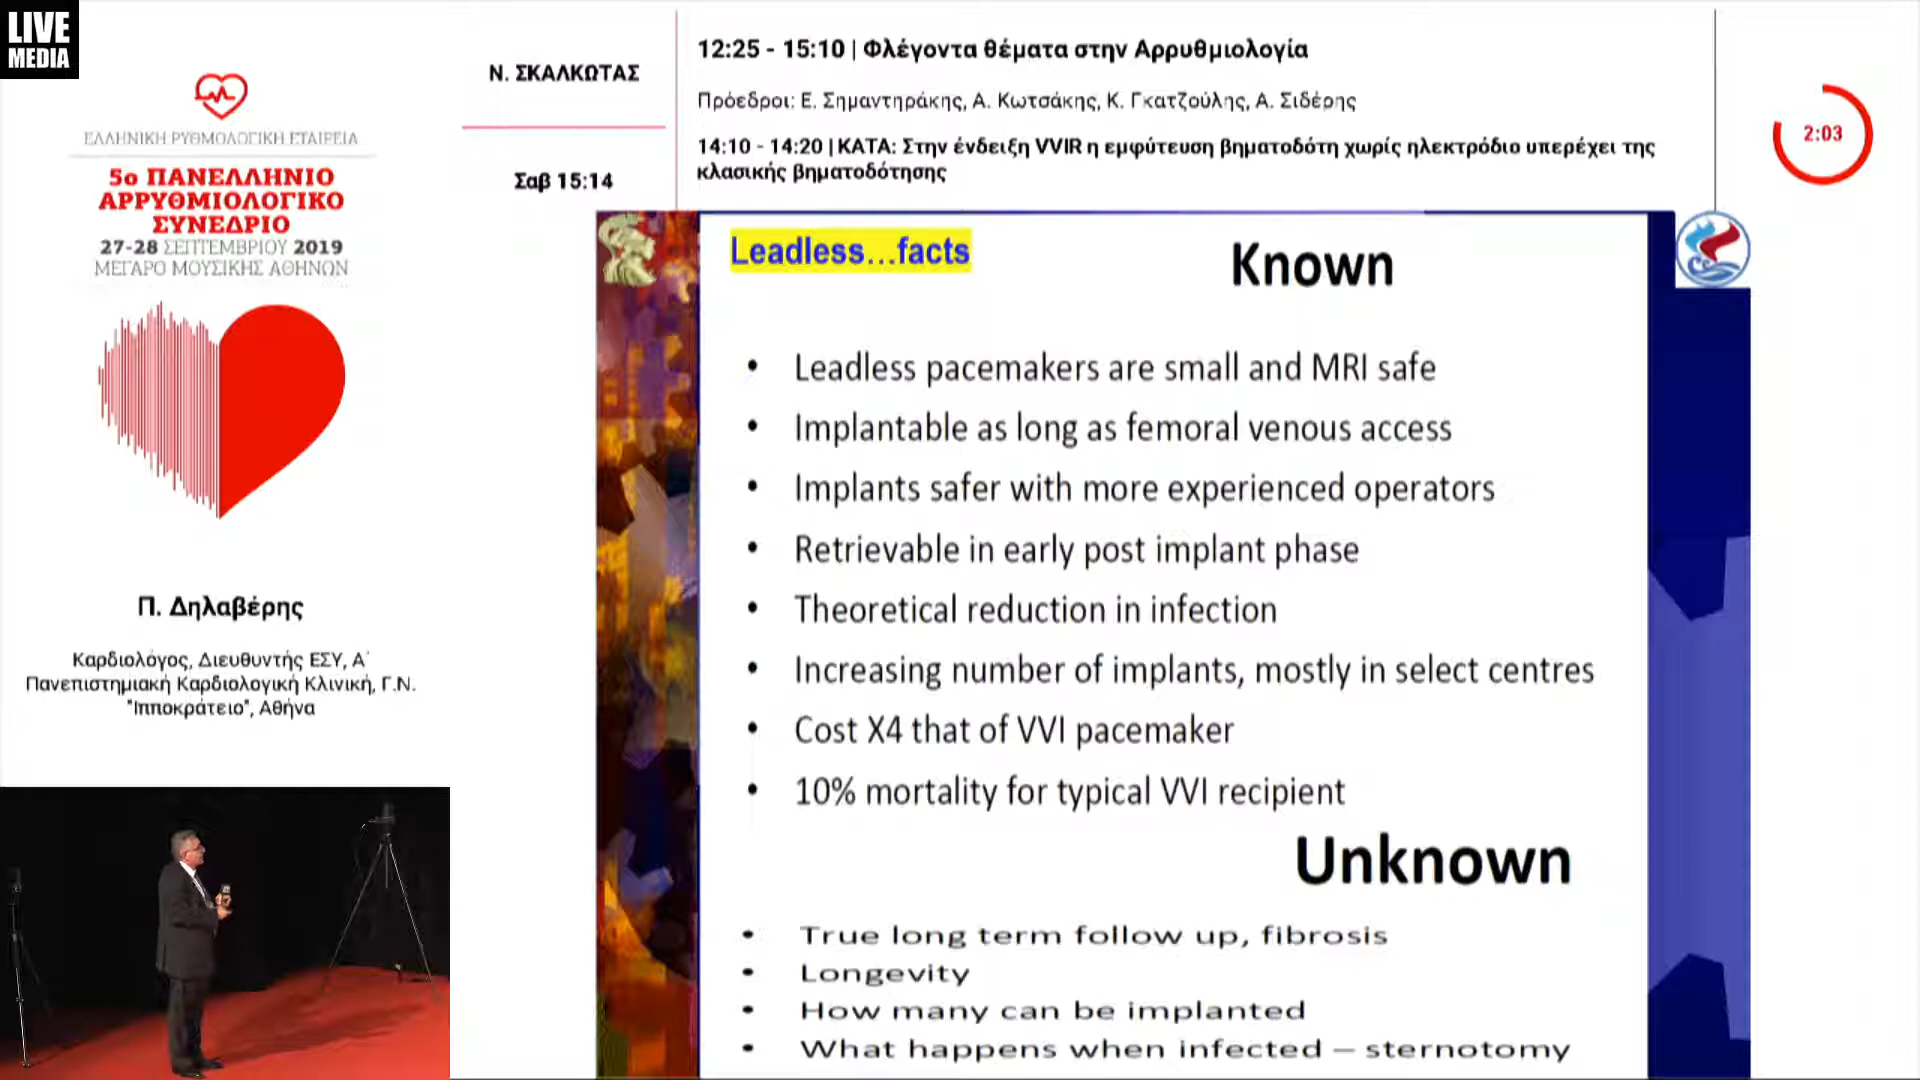 LIVE
MEDIA
ΕΛΛΗΝΙΚΗ ΡΥΘΜΟΛΟΓΙΚΗ ΕΤΑΙΡΕΙΑ
5ο ΠΑΝΕΛΛΗΝΙΟ
ΑΡΡΥΘΜΙΟΛΟΓΙΚΟ
ΣΥΝΕΔΡΙΟ
27-28 ΣΕΠΤΕΜΒΡΙΟΥ 2019
ΜΕΓΑΡΟ ΜΟΥΣΙΚΗΣ ΑΘΗΝΩΝ
Π. Δηλαβέρης
Καρδιολόγος, Διευθυντής ΕΣΥ, Α΄
Πανεπιστημιακή Καρδιολογική Κλινική, Γ.Ν.
"Ιπποκράτειο", Αθήνα
Ν. ΣΚΑΛΚΩΤΑΣ
Σαβ 15:14
12:25 - 15:10 | Φλέγοντα θέματα στην Αρρυθμιολογία
Πρόεδροι: Ε. Σημαντηράκης, Α. Κωτσάκης, Κ. Γκατζούλης, Α. Σιδέρης
14:10 - 14:20 | ΚΑΤΑ: Στην ένδειξη VVIR η εμφύτευση βηματοδότη χωρίς ηλεκτρόδιο υπερέχει της
κλασικής βηματοδότησης
2:03
Leadless...facts
Known
• Leadless pacemakers are small and MRI safe
• Implantable as long as femoral venous access
• Implants safer with more experienced operators
• Retrievable in early post implant phase
• Theoretical reduction in infection
• Increasing number of implants, mostly in select centres
• Cost X4 that of VVI pacemaker
• 10% mortality for typical VVI recipient
Unknown
• True long term follow up, fibrosis
• Longevity
• How many can be implanted
• What happens when infected – sternotomy